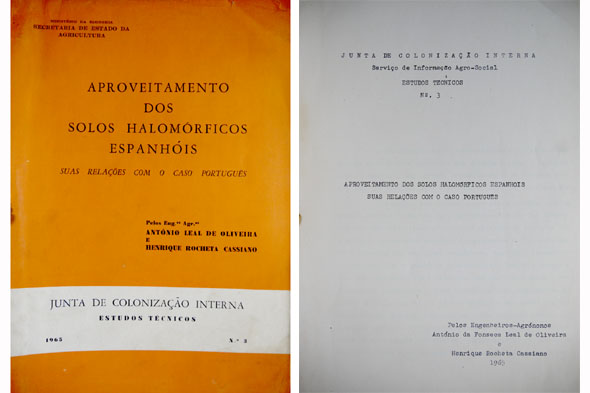 MINISTÉRIO DA ECONOMIA
SECRETARIA DE ESTADO DA
AGRICULTURA
APROVEITAMENTO
DOS
SOLOS HALOMÓRFICOS
ESPANHÓIS
SUAS RELAÇÕES COM O CASO PORTUGUÊS
Pelos Eng.os Agr.os
ANTÓNIO LEAL DE OLIVEIRA
E
HENRIQUE ROCHETA CASSIANO
JUNTA DE COLONIZAÇÃO INTERNA
ESTUDOS TÉCNICOS
1965 N.º 3
JUNTA DE COLONIZAÇÃO INTERNA
Serviço de Informação Agro-Social
ESTUDOS TÉCNICOS
Nº. 3
APROVEITAMENTO DOS SOLOS HALOMÓRFICOS ESPANHOIS
SUAS RELAÇÕES COM O CASO PORTUGUÊS
Pelos Engenheiros-Agrónomos
António da Fonseca Leal de Oliveira
e
Henrique Rocheta Cassiano
1965